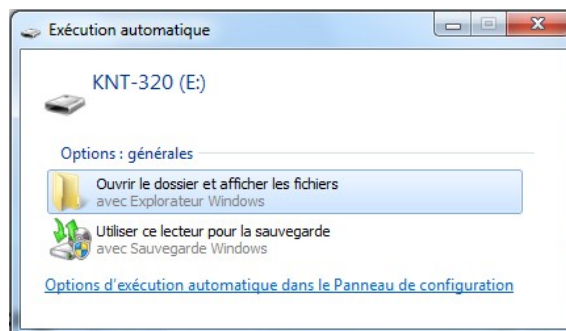 Exécution automatique
KNT-320 (E:)
Options : générales
Ouvrir le dossier et afficher les fichiers
avec Explorateur Windows
Utiliser ce lecteur pour la sauvegarde
avec Sauvegarde Windows
Options d'exécution automatique dans le Panneau de configuration